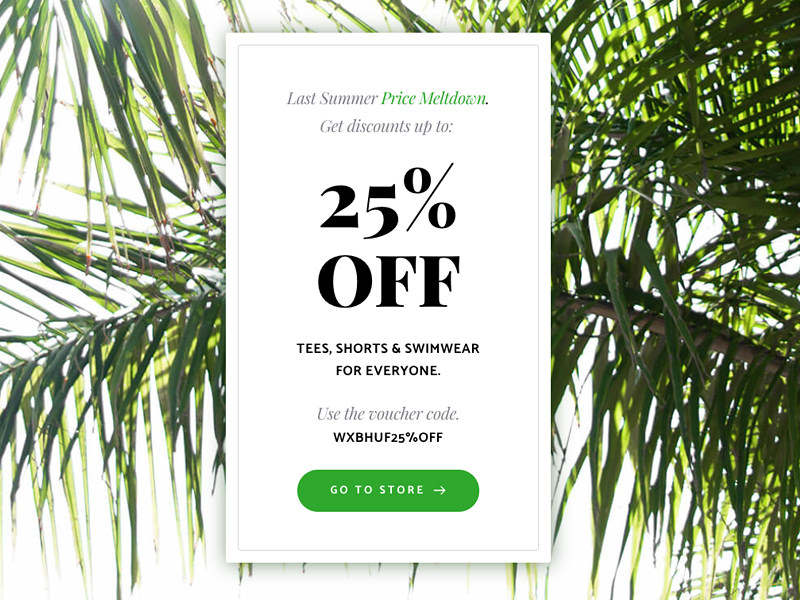 Last Summer Price Meltdown.
Get discounts up to:
25%
OFF
TEES, SHORTS & SWIMWEAR
FOR EVERYONE.
Use the voucher code.
WXBHUF25%OFF
GO TO STORE →